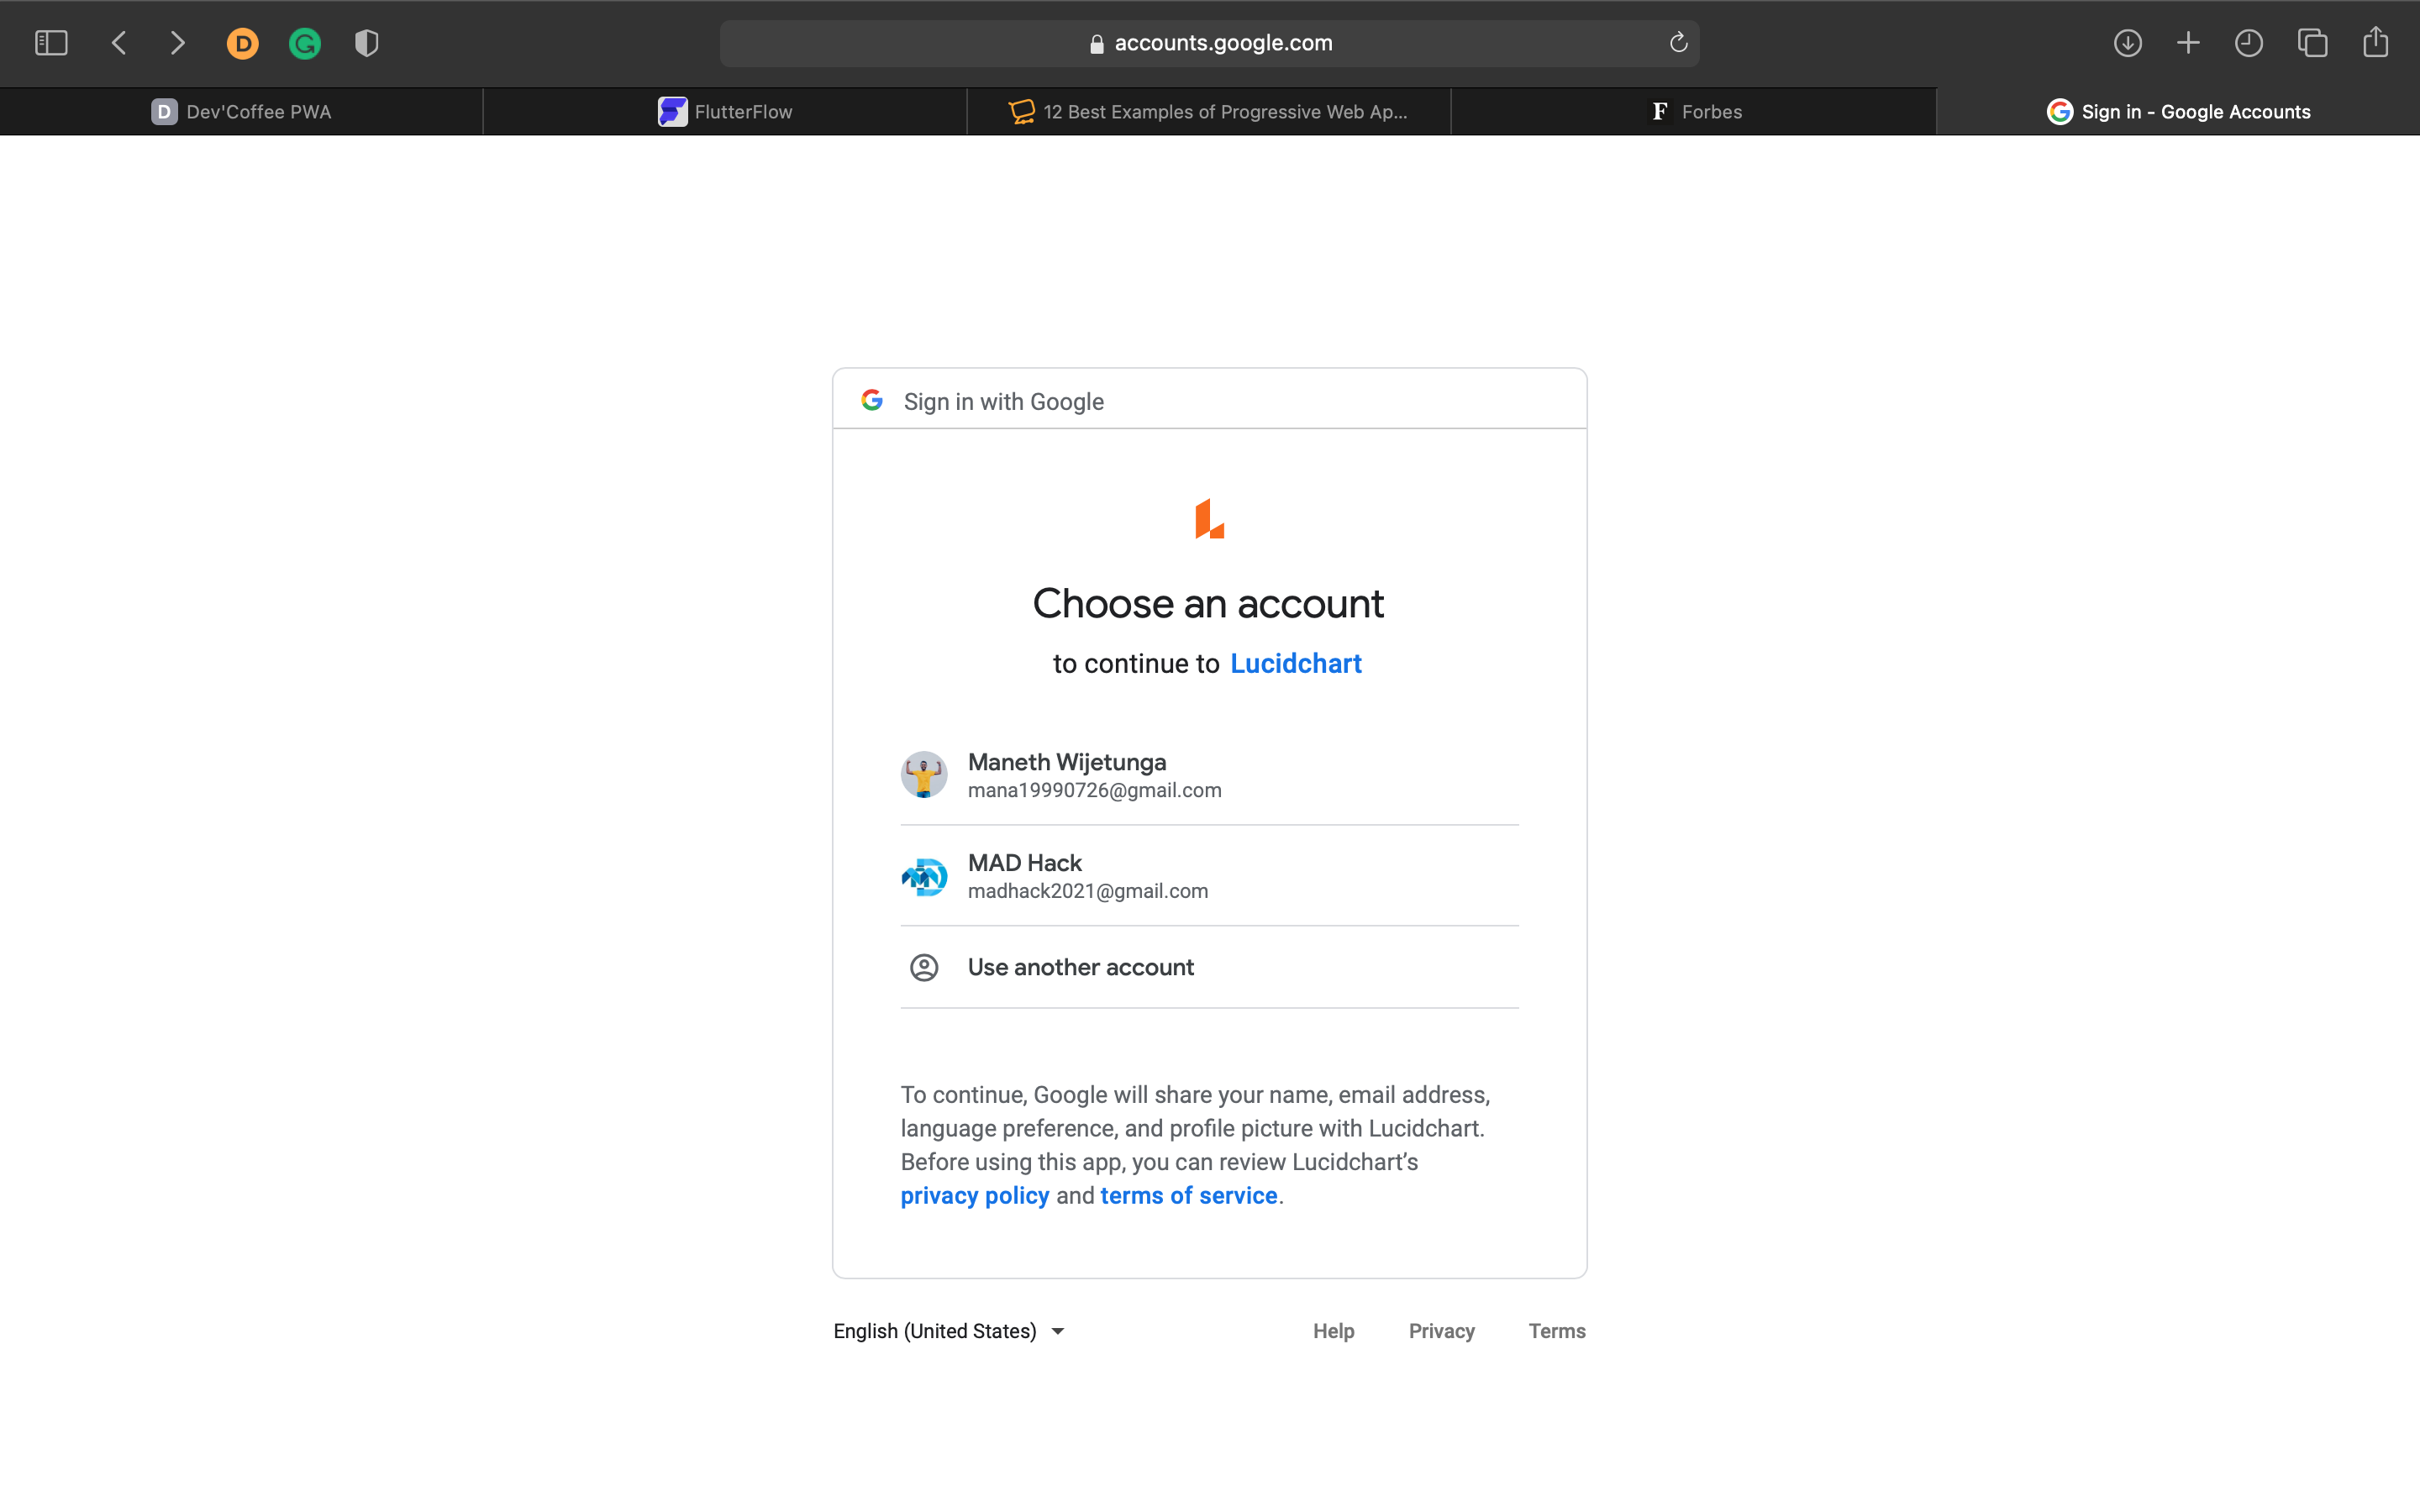 accounts.google.com
D Dev'Coffee PWA
FlutterFlow
12 Best Examples of Progressive Web Ap...
F Forbes
Sign in - Google Accounts
Sign in with Google
Choose an account
to continue to Lucidchart
Maneth Wijetunga
mana19990726@gmail.com
MAD Hack
madhack2021@gmail.com
Use another account
To continue, Google will share your name, email address,
language preference, and profile picture with Lucidchart.
Before using this app, you can review Lucidchart’s
privacy policy and terms of service.
English (United States)
Help Privacy Terms